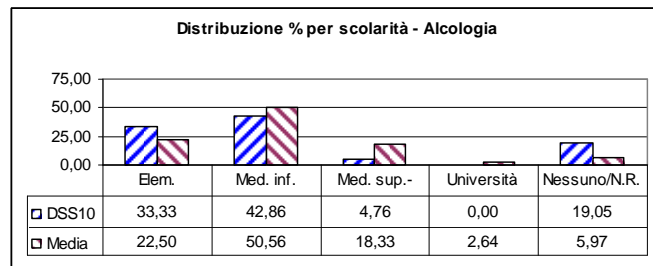 Distribuzione % per scolarità - Alcologia
75,00
50,00
25,00
0,00
Elem. Med. inf. Med. sup.- Università Nessuno/N.R.
DSS10 33,33 42,86 4,76 0,00 19,05
Media 22,50 50,56 18,33 2,64 5,97